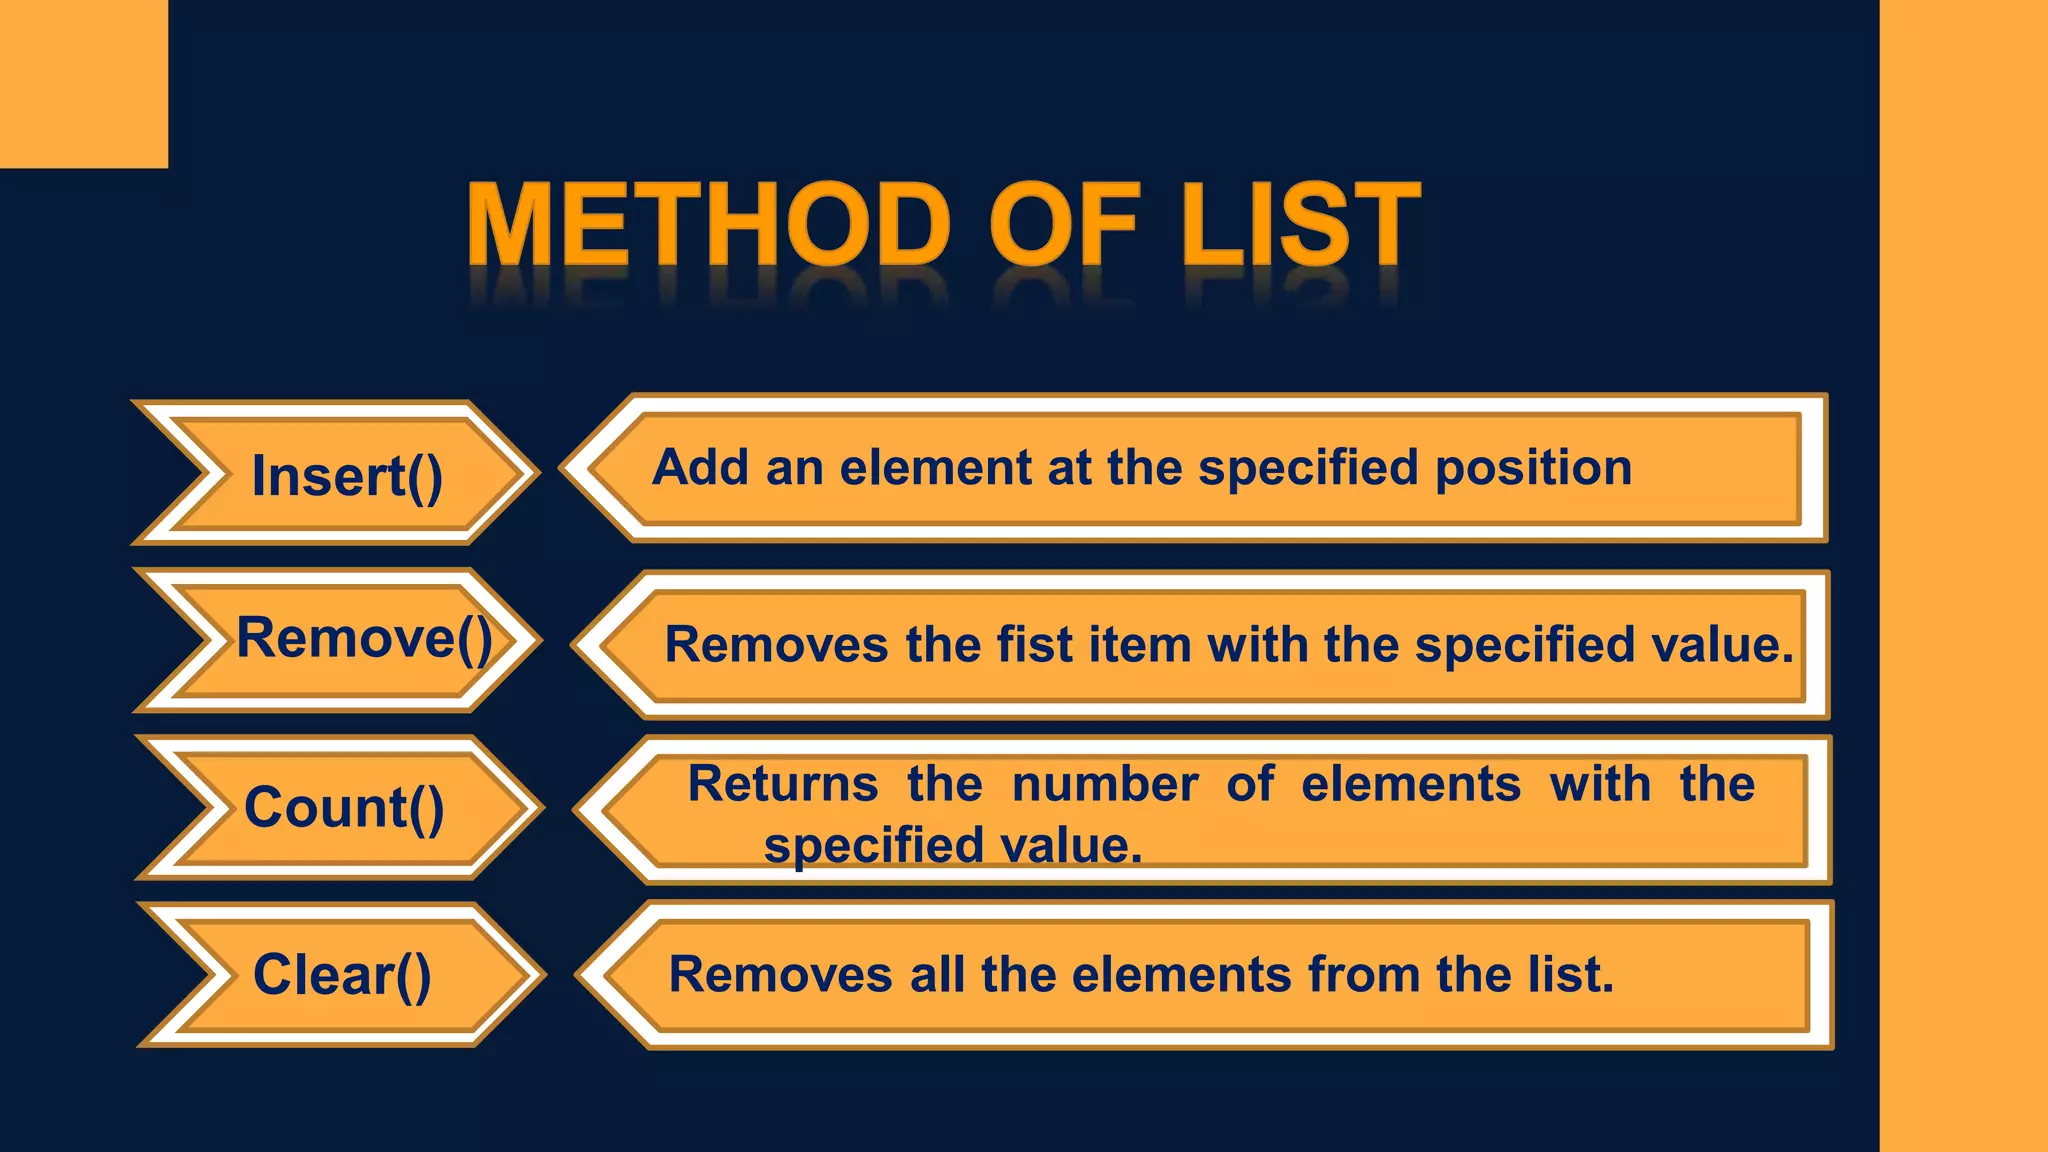 METHOD OF LIST
Insert()
Add an element at the specified position
Remove()
Removes the fist item with the specified value.
Count()
Returns the number of elements with the
specified value.
Clear()
Removes all the elements from the list.